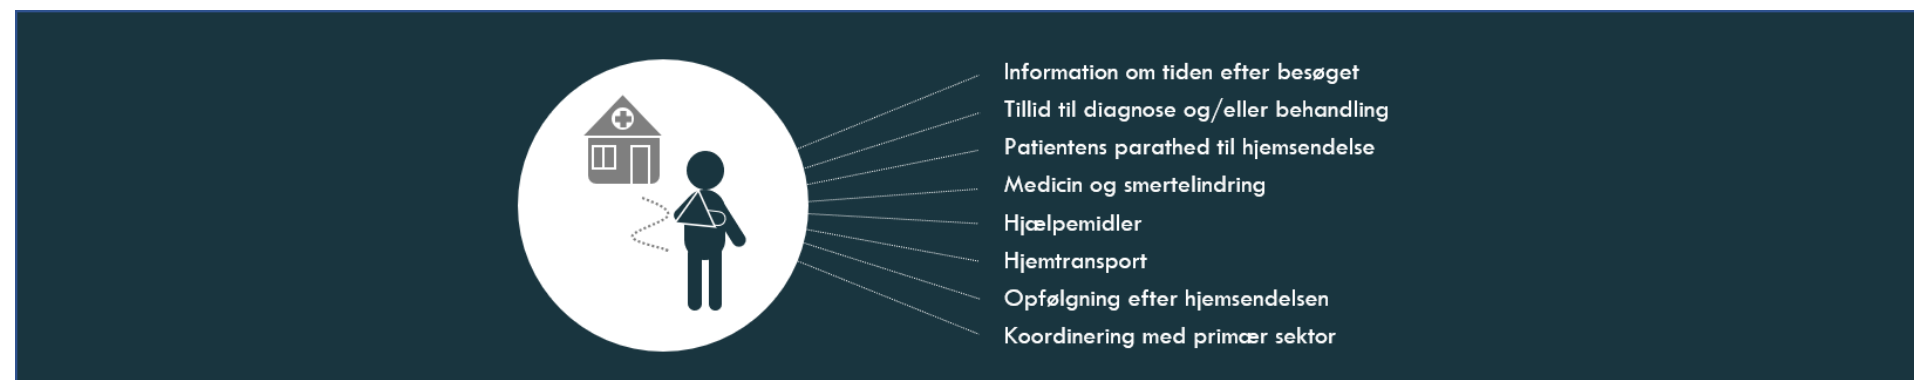 Information om tiden efter besøget
Tillid til diagnose og/eller behandling
Patientens parathed til hjemsendelse
Medicin og smertelindring
Hjælpemidler
Hjemtransport
Opfølgning efter hjemsendelsen
Koordinering med primær sektor